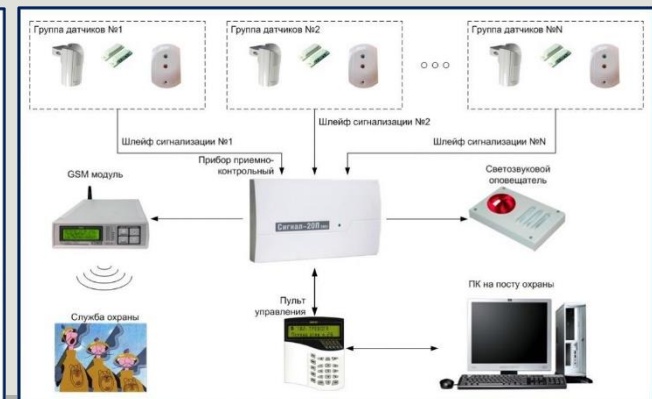 Группа датчиков №1
Группа датчиков №2
Группа датчиков №N
Шлейф сигнализации №1
Шлейф сигнализации №2
Шлейф сигнализации №N
Прибор приемно-
контрольный
GSM модуль
Светозвуковой
оповещатель
Сигнал-20П
Служба охраны
Пульт
управления
ПК на посту охраны